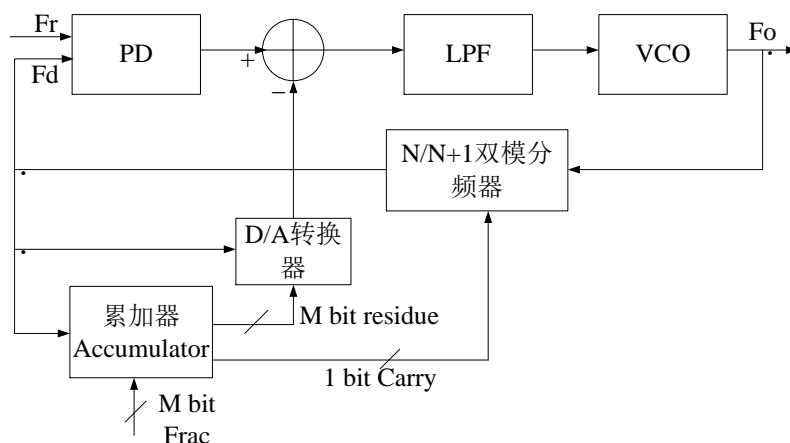 Fr
Fd
PD
+
−
LPF
VCO
Fo
N/N+1双模分
频器
D/A转换
器
累加器
Accumulator
M bit residue
1 bit Carry
M bit
Frac